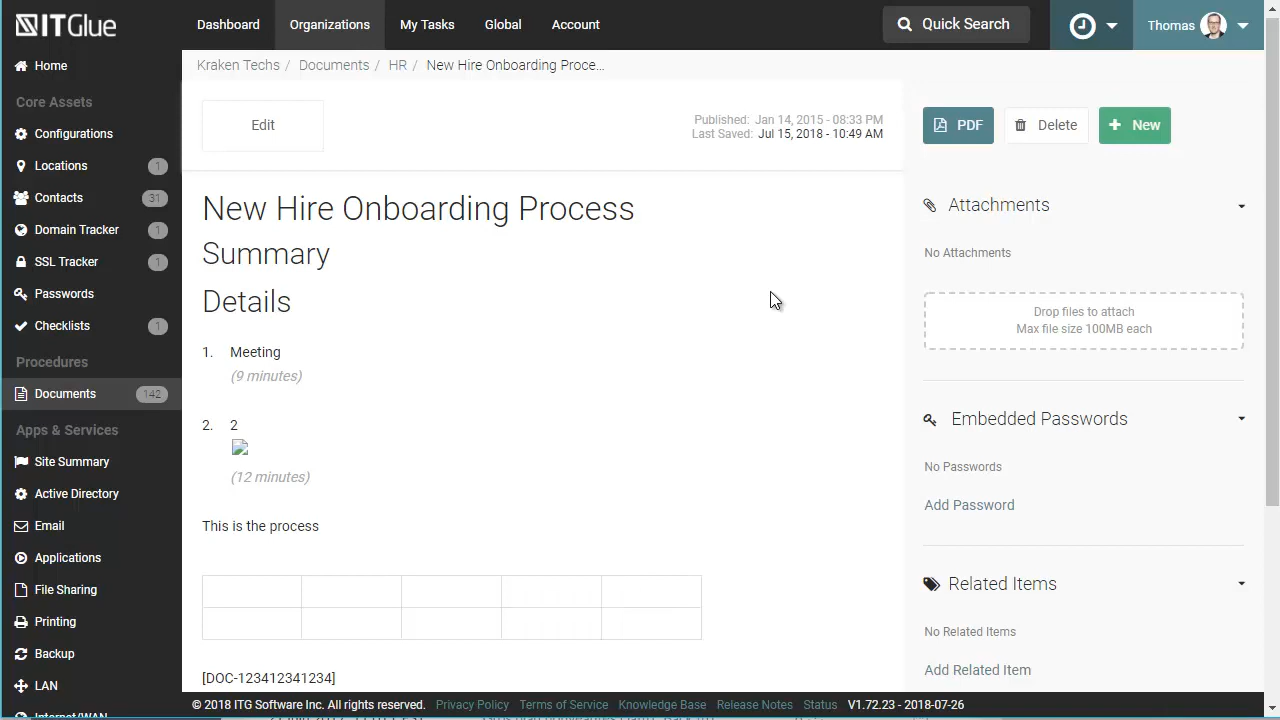 ITGlue
Dashboard
Organizations
My Tasks
Global
Account
Quick Search
Thomas
Home
Core Assets
Configurations
Locations 1
Contacts 31
Domain Tracker 1
SSL Tracker 1
Passwords
Checklists 1
Procedures
Documents 142
Apps & Services
Site Summary
Active Directory
Email
Applications
File Sharing
Printing
Backup
LAN
Internet/WAN
Kraken Techs / Documents / HR / New Hire Onboarding Proce...
Edit
Published: Jan 14, 2015 - 08:33 PM
Last Saved: Jul 15, 2018 - 10:49 AM
New Hire Onboarding Process
Summary
Details
1. Meeting
(9 minutes)
2. 2
(12 minutes)
This is the process
[DOC-123412341234]
PDF
Delete
New
Attachments
No Attachments
Drop files to attach
Max file size 100MB each
Embedded Passwords
No Passwords
Add Password
Related Items
No Related Items
Add Related Item
© 2018 ITG Software Inc. All rights reserved. Privacy Policy Terms of Service Knowledge Base Release Notes Status V1.72.23 - 2018-07-26